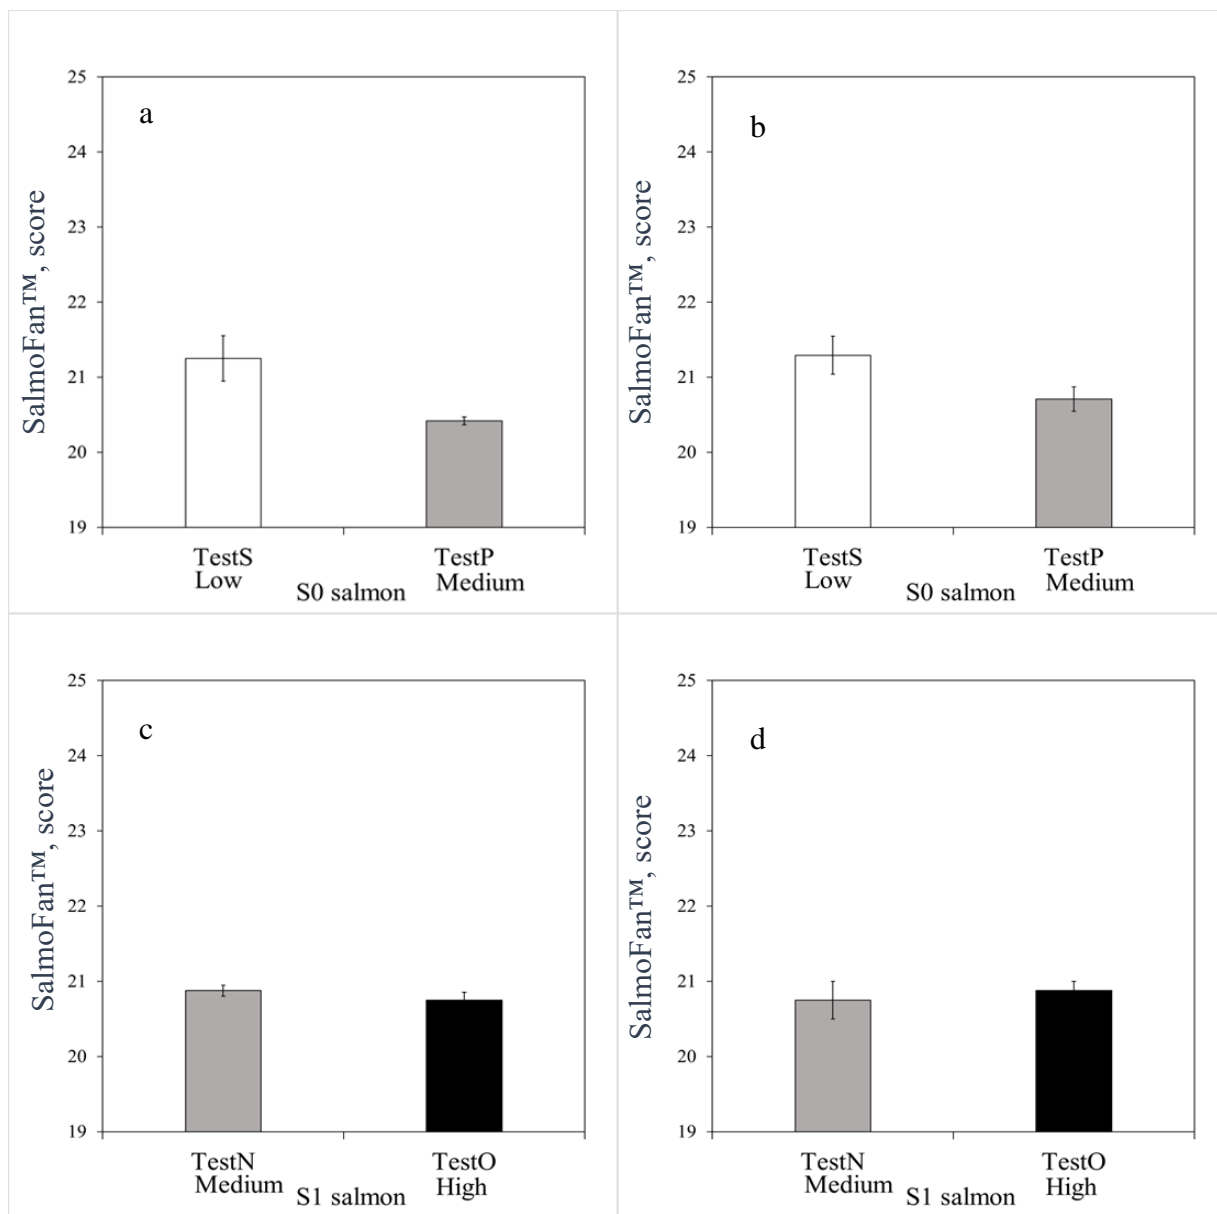 a
SalmoFan™, score
25
24
23
22
21
20
19
TestS
Low
TestP
Medium
S0 salmon
b
SalmoFan™, score
25
24
23
22
21
20
19
TestS
Low
TestP
Medium
S0 salmon
c
SalmoFan™, score
25
24
23
22
21
20
19
TestN
Medium
TestO
High
S1 salmon
d
SalmoFan™, score
25
24
23
22
21
20
19
TestN
Medium
TestO
High
S1 salmon